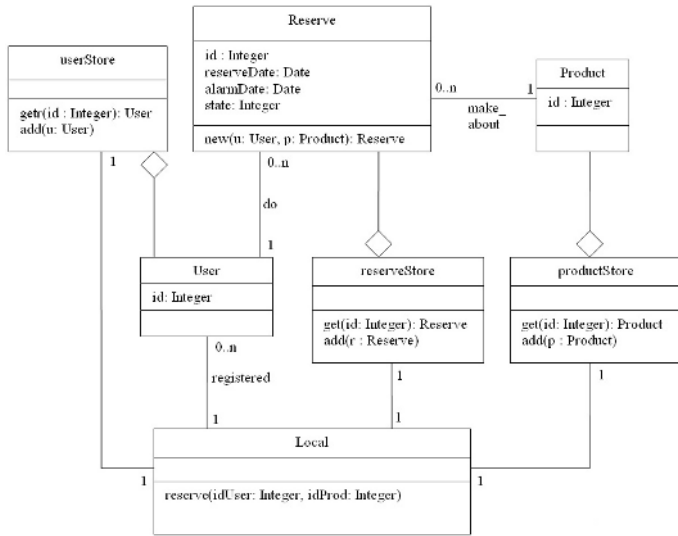 Reserve
id : Integer
reserveDate: Date
alarmDate: Date
state: Integer
new(u: User, p: Product): Reserve
userStore
getr(id : Integer): User
add(u: User)
Product
id : Integer
0..n
1
make_
about
1
0..n
do
1
User
id: Integer
reserveStore
get(id: Integer): Reserve
add(r : Reserve)
productStore
get(id: Integer): Product
add(p : Product)
0..n
registered
1
1
1
1
Local
reserve(idUser: Integer, idProd: Integer)
1
1